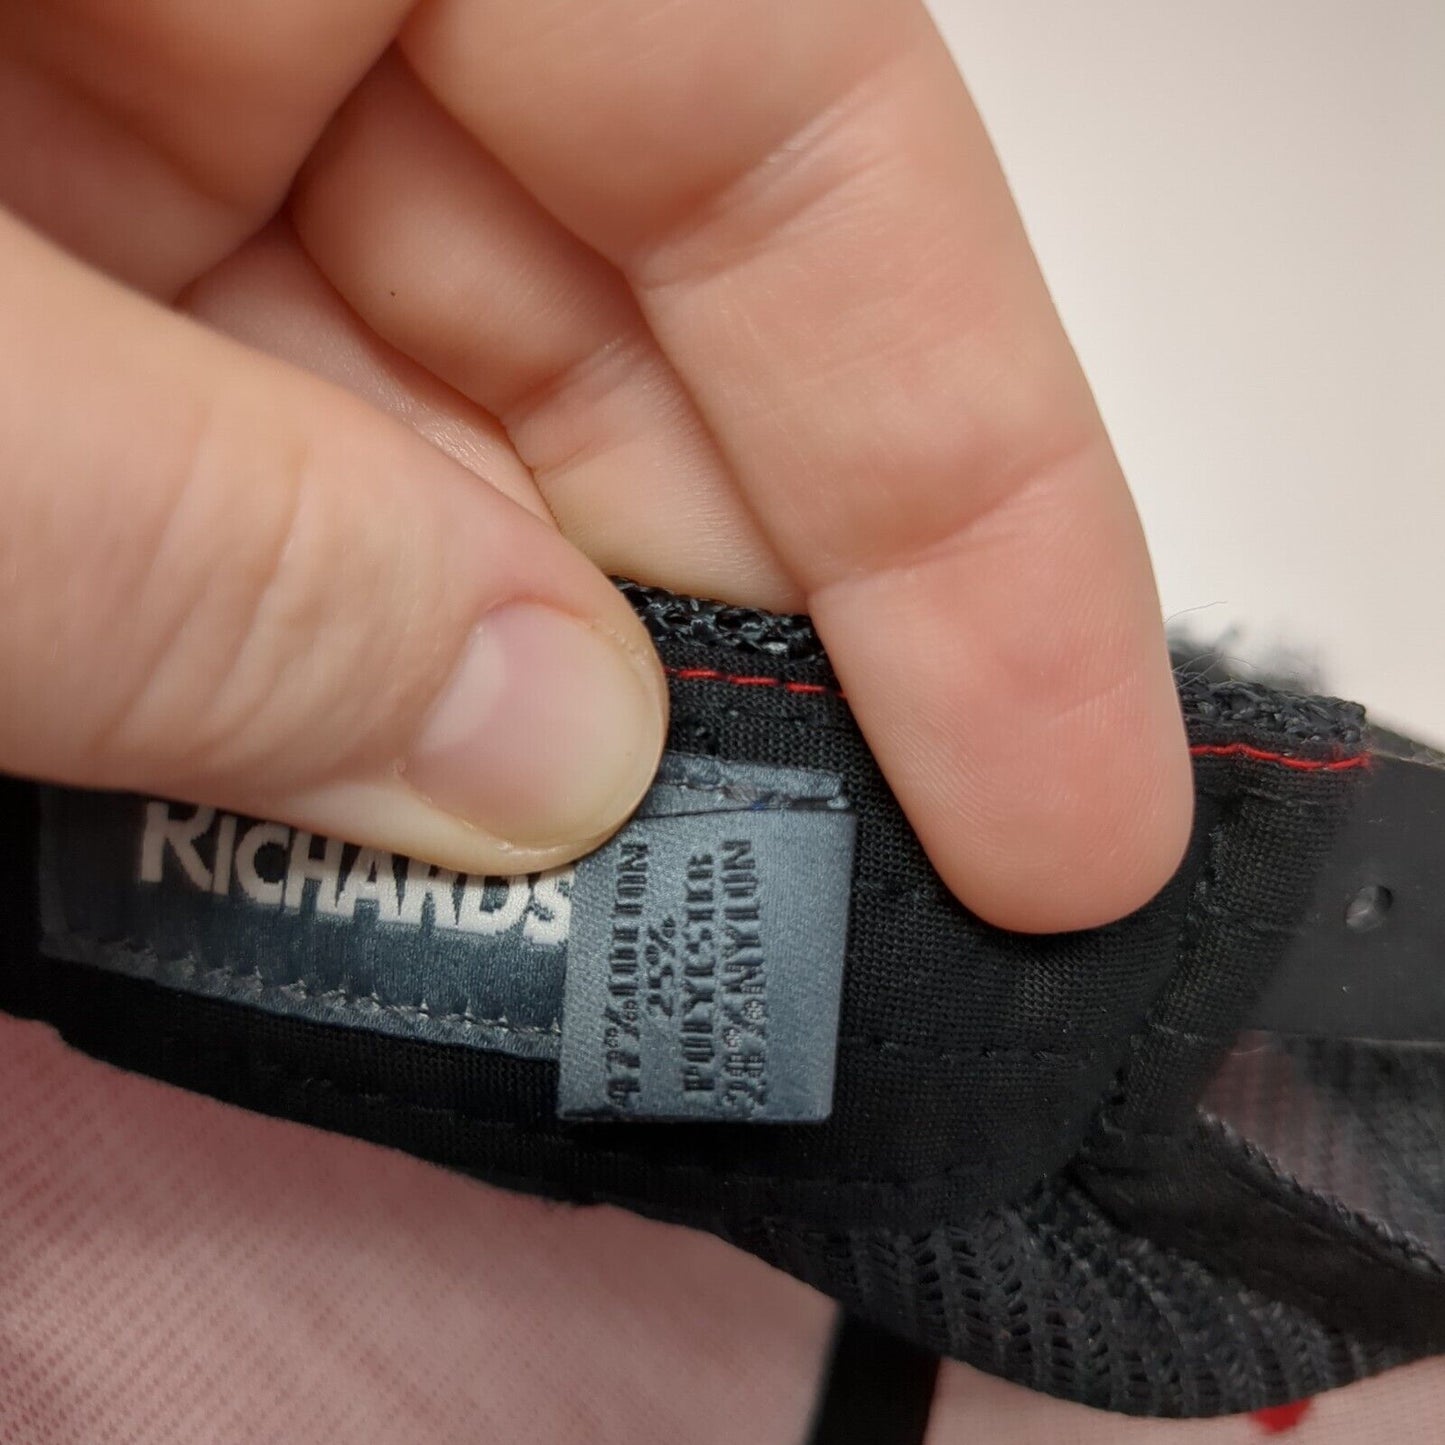 RICHARDS
47%COTTON
25%
POLYESTER
28%NYLON